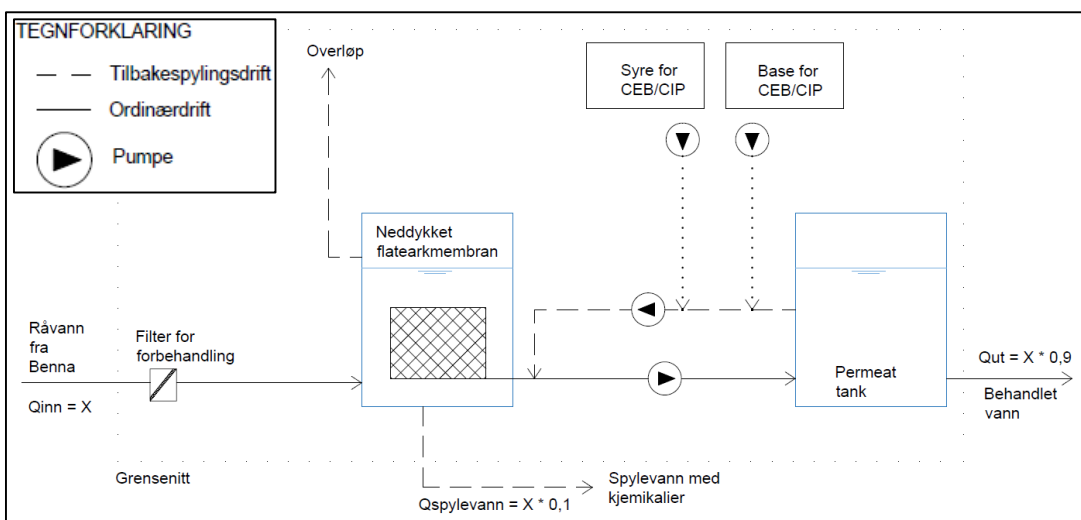 TEGNFORKLARING
Tilbakespylingsdrift
Ordinærdrift
Pumpe
Overløp
Syre for
CEB/CIP
Base for
CEB/CIP
Neddykket
flatearkmembran
Råvann
fra
Benna
Qinn = X
Filter for
forbehandling
Permeat
tank
Qut = X * 0,9
Behandlet
vann
Grensenitt
Qspylevann = X * 0,1
Spylevann med
kjemikalier